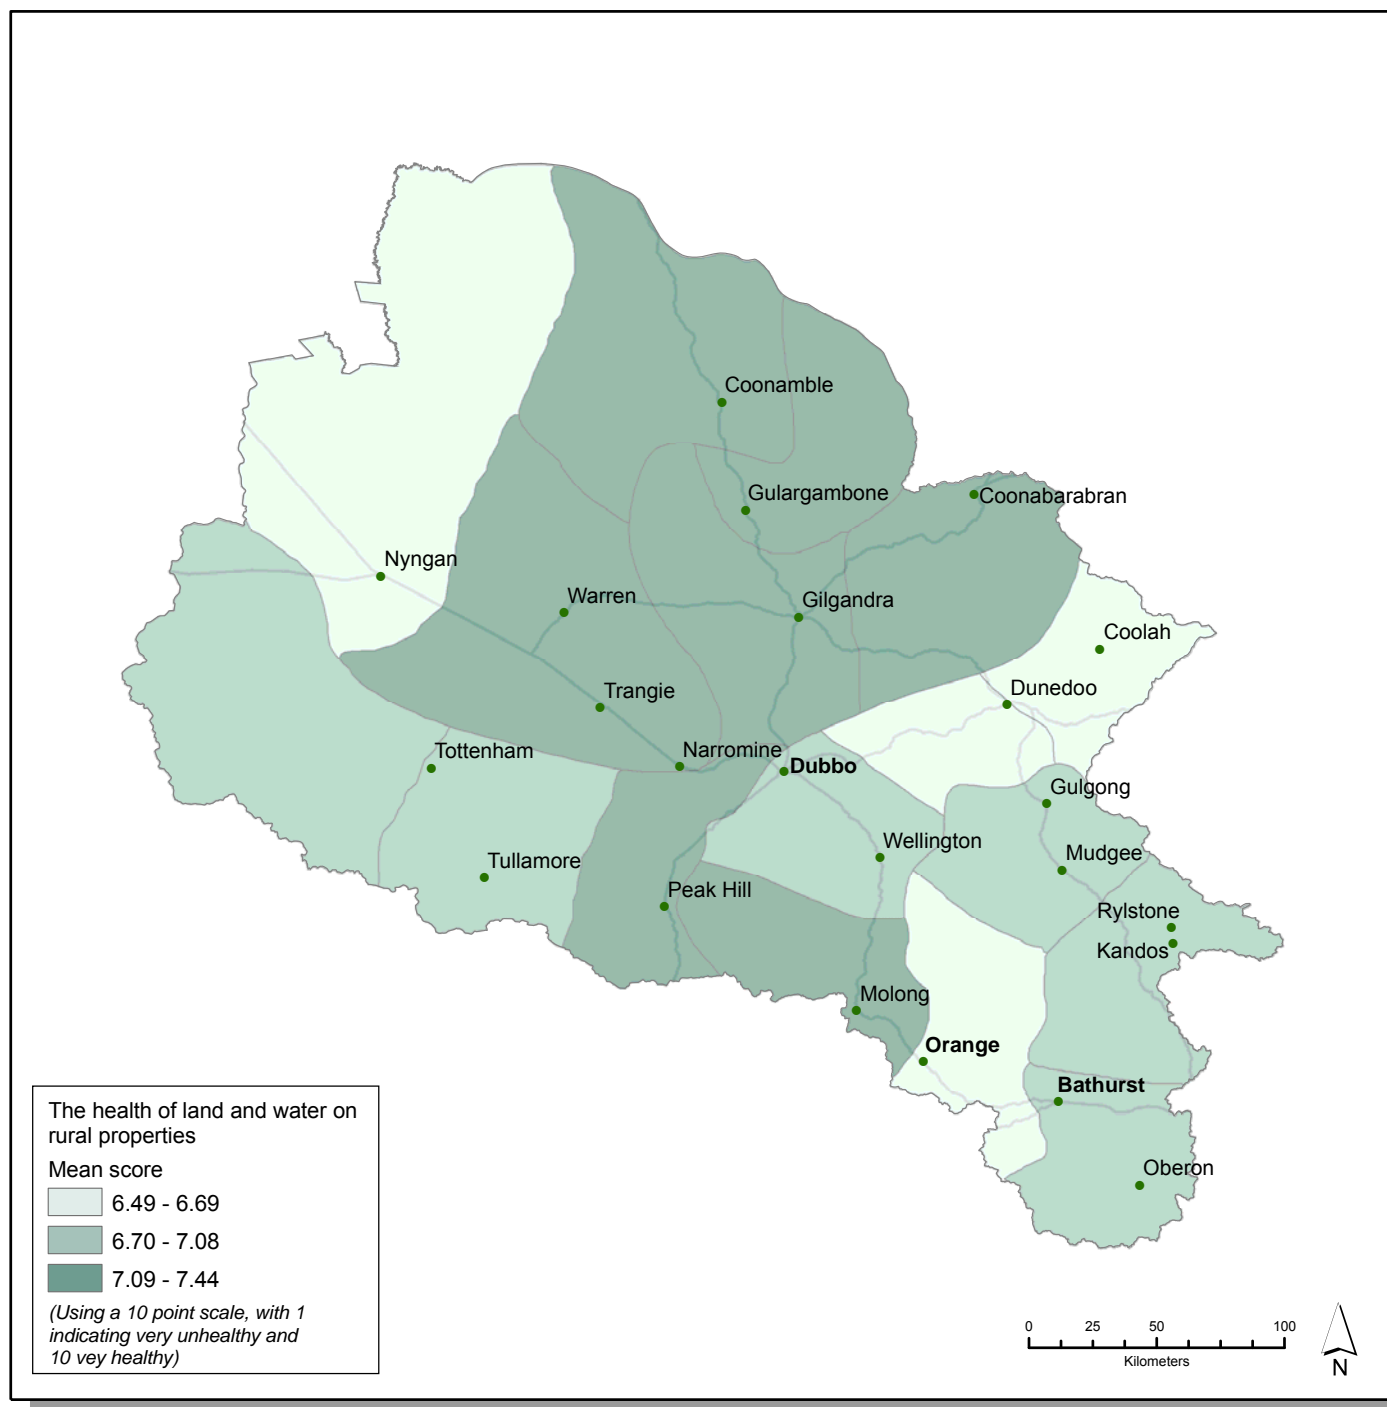 Coonamble
Gulargambone
Coonabarabran
Nyngan
Warren
Gilgandra
Coolah
Trangie
Dunedoo
Tottenham
Narromine
Dubbo
Gulgong
Wellington
Mudgee
Tullamore
Peak Hill
Rylstone
Kandos
Molong
Orange
Bathurst
Oberon
The health of land and water on
rural properties
Mean score
6.49 - 6.69
6.70 - 7.08
7.09 - 7.44
(Using a 10 point scale, with 1
indicating very unhealthy and
10 vey healthy)
0 25 50 100
Kilometers
N